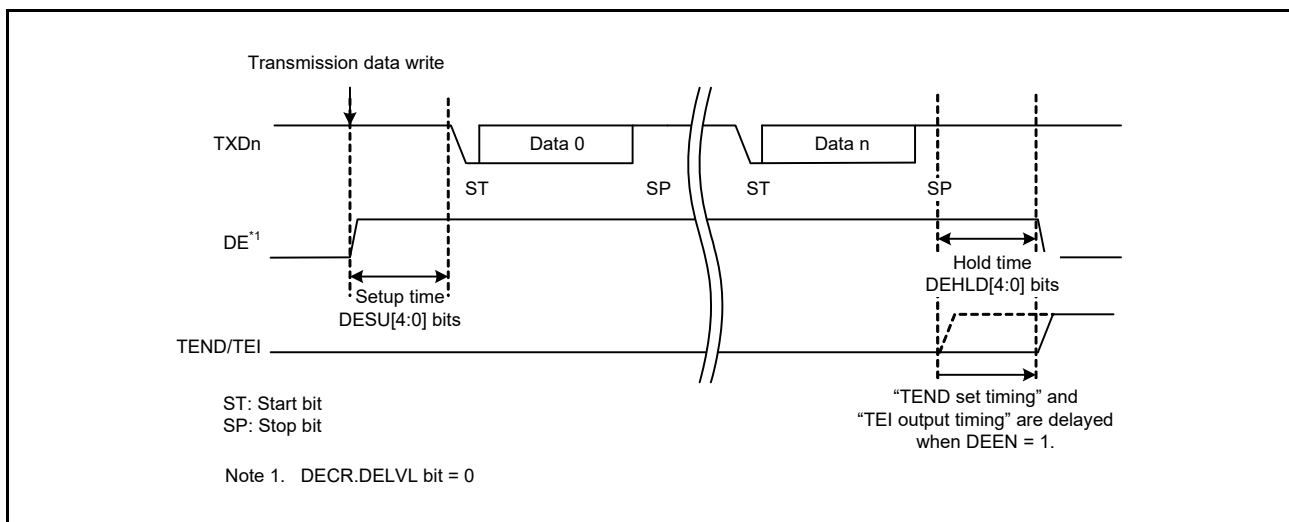 Transmission data write
TXDn
Data 0
Data n
ST
SP
ST
SP
DE*1
Setup time
DESU[4:0] bits
Hold time
DEHLD[4:0] bits
TEND/TEI
“TEND set timing” and
“TEI output timing” are delayed
when DEEN = 1.
ST: Start bit
SP: Stop bit
Note 1. DECR.DELVL bit = 0